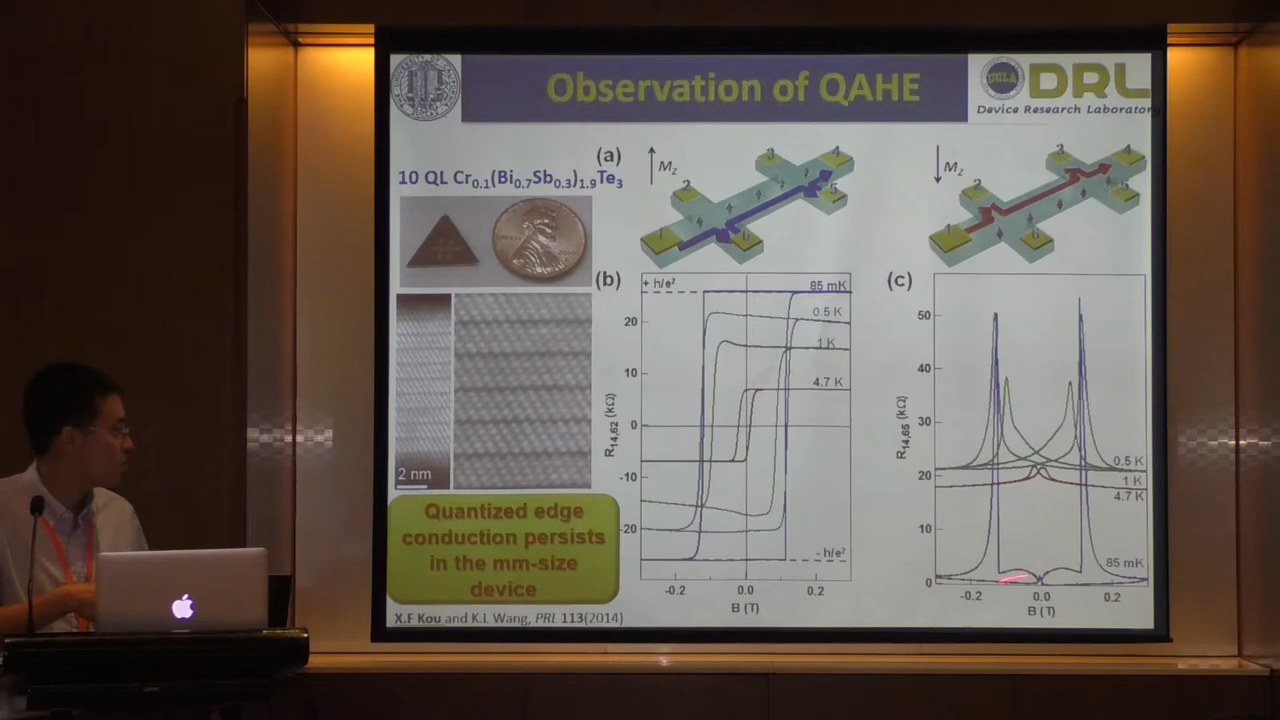 Observation of QAHE
UCLA
DRL
Device Research Laboratory
10 QL Cr0.1(Bi0.7Sb0.3)1.9Te3
(a)
MZ
1
2
3
4
5
6
MZ
1
2
3
4
5
6
2 nm
Quantized edge
conduction persists
in the mm-size
device
X.F Kou and K.L Wang, PRL 113(2014)
(b)
+ h/e2
85 mK
0.5 K
1 K
4.7 K
- h/e2
20
10
0
-10
-20
R14,62 (kΩ)
-0.2
0.0
0.2
B (T)
(c)
50
40
30
20
10
0
R14,65 (kΩ)
0.5 K
1 K
4.7 K
85 mK
-0.2
0.0
0.2
B (T)